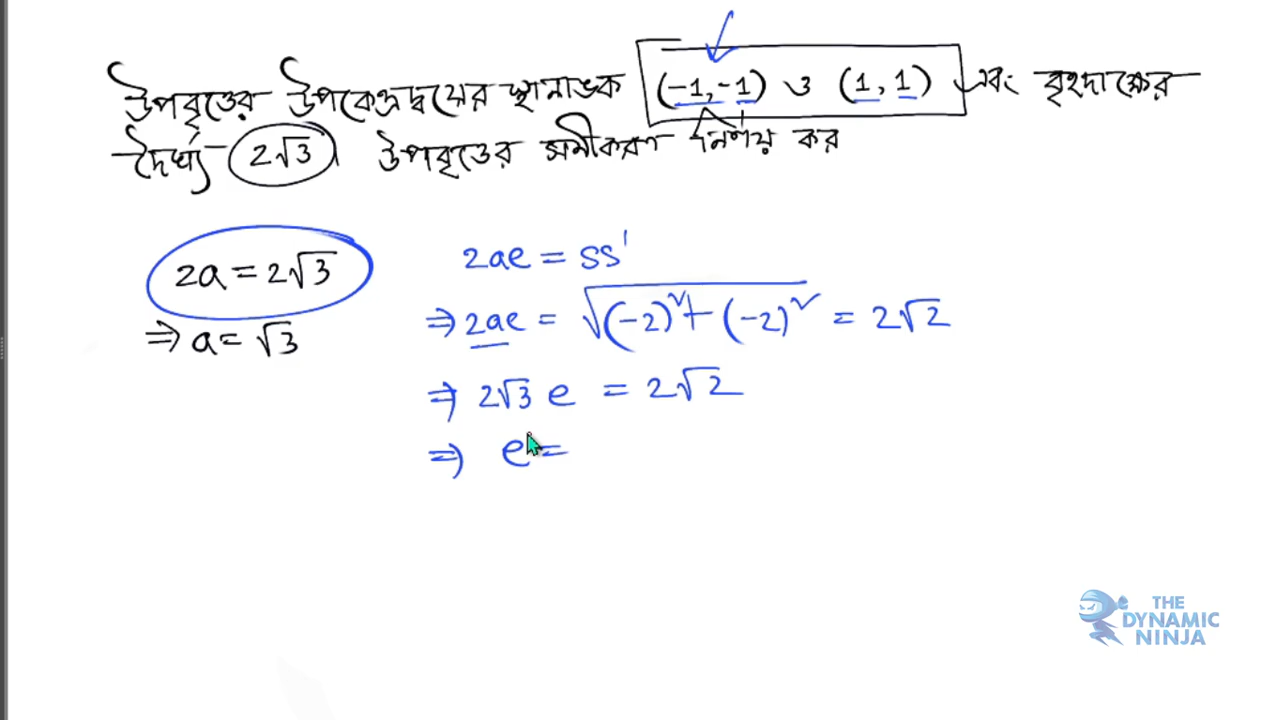 উপবৃত্তের উপকেন্দ্রদ্বয়ের স্থানাঙ্ক (-1,-1) ও (1,1) এবং বৃহদাক্ষের
দৈর্ঘ্য 2√3। উপবৃত্তের সমীকরণ নির্ণয় কর
2a = 2√3
⇒ a = √3
2ae = ss'
⇒ 2ae = √((-2)² + (-2)²) = 2√2
⇒ 2√3 e = 2√2
⇒ e =
THE
DYNAMIC
NINJA